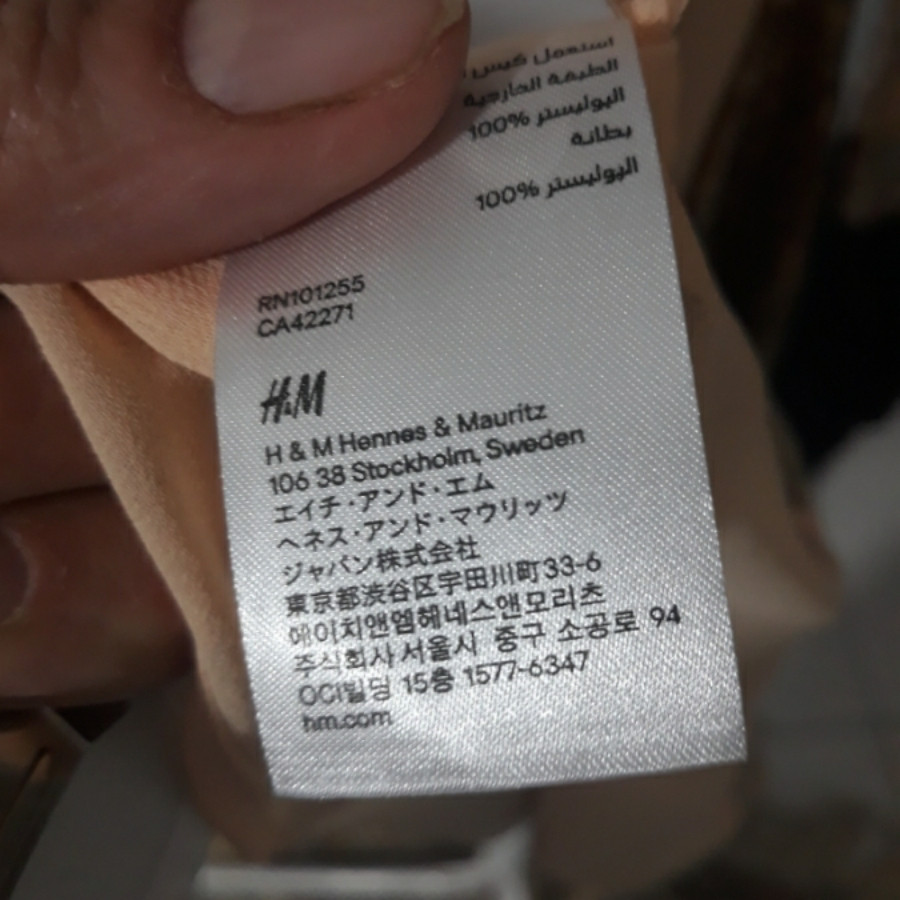 استعمل كيس
الطبقة الخارجية
البوليستر %100
بطانة
البوليستر %100
RN101255
CA42271
H&M
H & M Hennes & Mauritz
106 38 Stockholm, Sweden
エイチ・アンド・エム
ヘネス・アンド・マウリッツ
ジャパン株式会社
東京都渋谷区宇田川町33-6
에이치앤엠헤네스앤모리츠
주식회사 서울시 중구 소공로 94
OCI빌딩 15층 1577-6347
hm.com